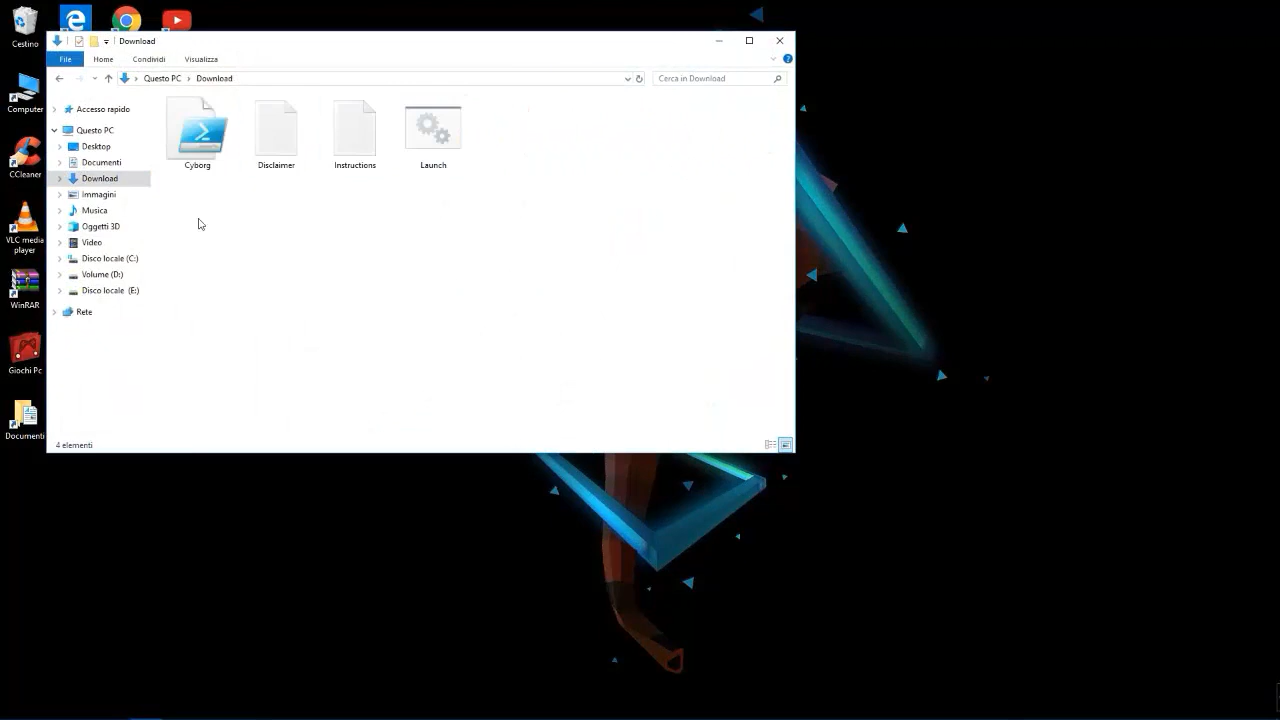 Cestino
Computer
CCleaner
VLC media
player
WinRAR
Giochi Pc
Documenti
Download
File
Home
Condividi
Visualizza
Questo PC
Download
Cerca in Download
Accesso rapido
Questo PC
Desktop
Documenti
Download
Immagini
Musica
Oggetti 3D
Video
Disco locale (C:)
Volume (D:)
Disco locale (E:)
Rete
Cyborg
Disclaimer
Instructions
Launch
4 elementi